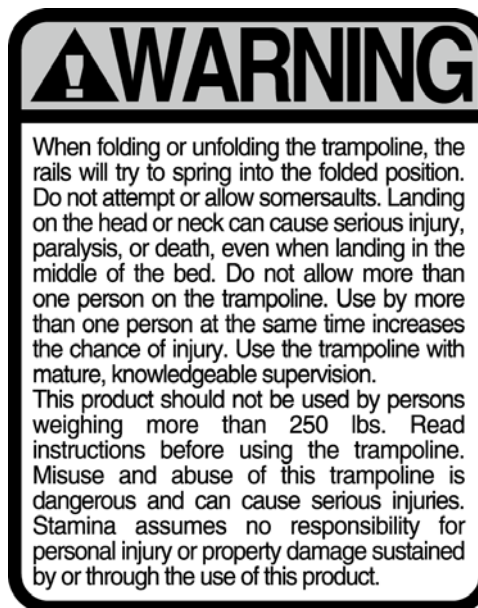 WARNING
When folding or unfolding the trampoline, the
rails will try to spring into the folded position.
Do not attempt or allow somersaults. Landing
on the head or neck can cause serious injury,
paralysis, or death, even when landing in the
middle of the bed. Do not allow more than
one person on the trampoline. Use by more
than one person at the same time increases
the chance of injury. Use the trampoline with
mature, knowledgeable supervision.
This product should not be used by persons
weighing more than 250 lbs. Read
instructions before using the trampoline.
Misuse and abuse of this trampoline is
dangerous and can cause serious injuries.
Stamina assumes no responsibility for
personal injury or property damage sustained
by or through the use of this product.